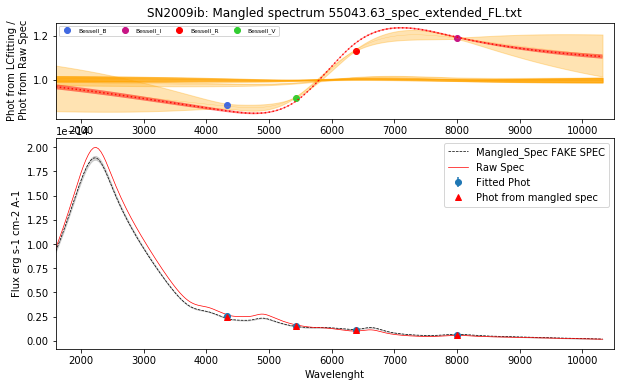 SN2009ib: Mangled spectrum 55043.63_spec_extended_FL.txt
Phot from LCfitting /
Phot from Raw Spec
1.2
1.0
Bessell_B
Bessell_I
Bessell_R
Bessell_V
2000 3000 4000 5000 6000 7000 8000 9000 10000
1e−14
Flux erg s-1 cm-2 A-1
2.00
1.75
1.50
1.25
1.00
0.75
0.50
0.25
0.00
Mangled_Spec FAKE SPEC
Raw Spec
Fitted Phot
Phot from mangled spec
2000 3000 4000 5000 6000 7000 8000 9000 10000
Wavelenght